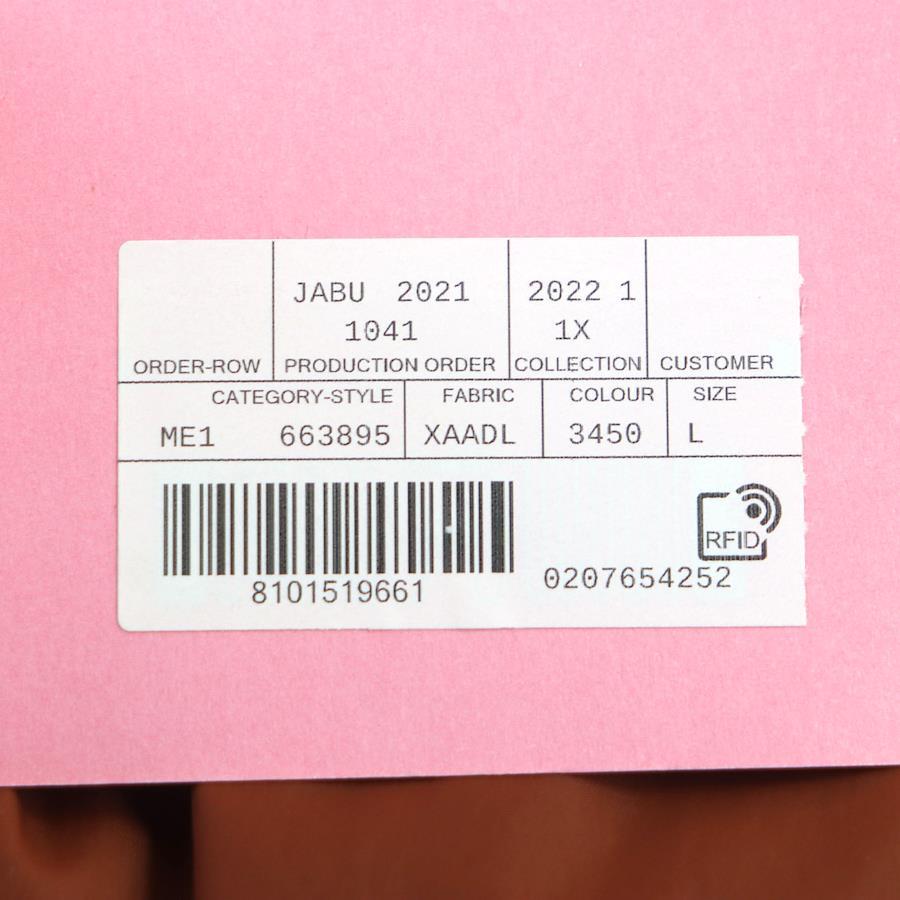 JABU 2021 2022 1
1041 1X
ORDER-ROW PRODUCTION ORDER COLLECTION CUSTOMER
CATEGORY-STYLE FABRIC COLOUR SIZE
ME1 663895 XAADL 3450 L
RFID
8101519661 0207654252